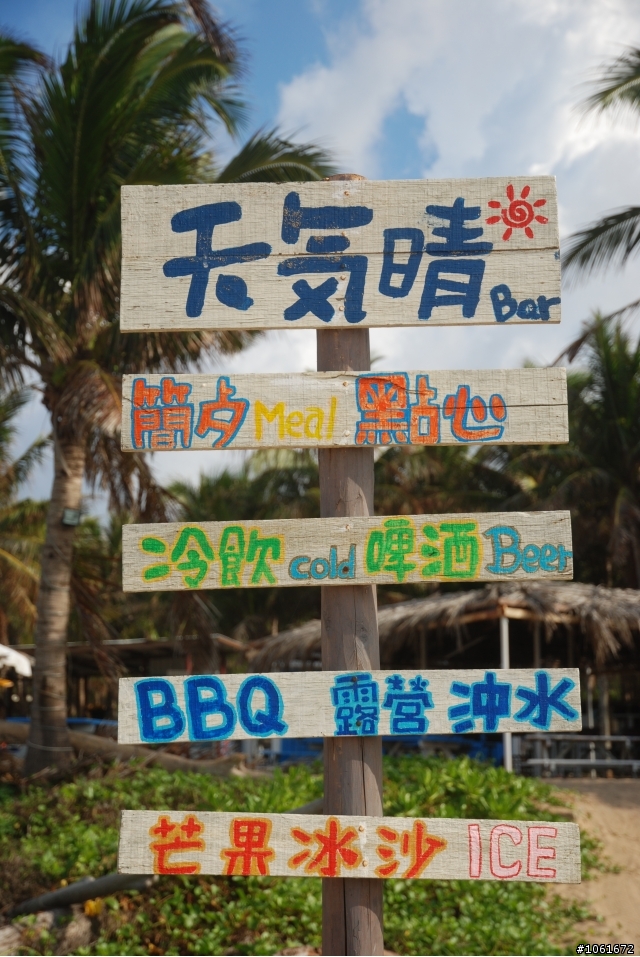 天気晴 Bar
簡夕 Meal 點心
冷飲 cold 啤酒 Beer
BBQ 露營 沖水
芒果冰沙 ICE
#1061672